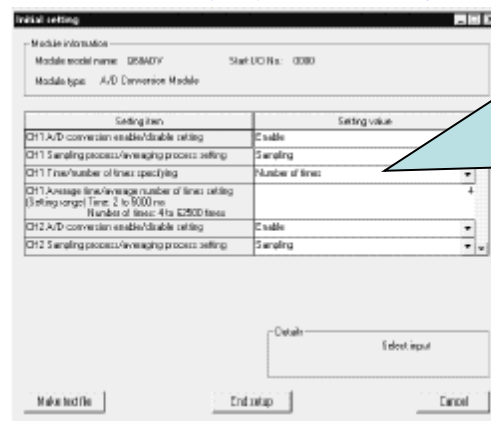 Initial setting
Module information
Module model name: Q68ADV Start I/O No.: 0000
Module type: A/D Conversion Module
Setting item Setting value
CH1 A/D conversion enable/disable setting Enable
CH1 Sampling process/averaging process setting Sampling
CH1 Time/number of times specifying Number of times
CH1 Average time/average number of times setting 4
(Setting range) Time: 2 to 5000 ms
Number of times: 4 to 62500 times
CH2 A/D conversion enable/disable setting Enable
CH2 Sampling process/averaging process setting Sampling
Details
Select input
Make text file End setup Cancel